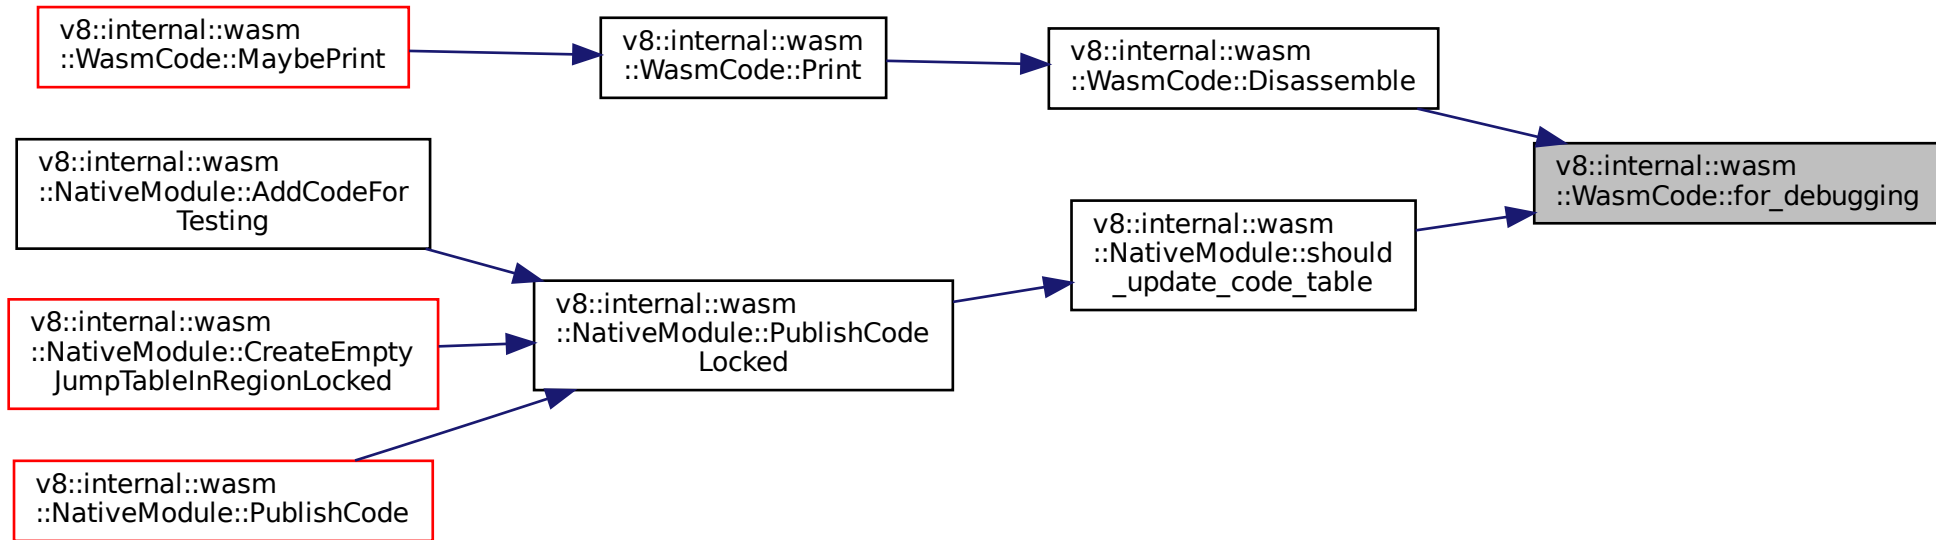 v8::internal::wasm
::WasmCode::MaybePrint
v8::internal::wasm
::WasmCode::Print
v8::internal::wasm
::WasmCode::Disassemble
v8::internal::wasm
::WasmCode::for_debugging
v8::internal::wasm
::NativeModule::AddCodeFor
Testing
v8::internal::wasm
::NativeModule::should
_update_code_table
v8::internal::wasm
::NativeModule::PublishCode
Locked
v8::internal::wasm
::NativeModule::CreateEmpty
JumpTableInRegionLocked
v8::internal::wasm
::NativeModule::PublishCode